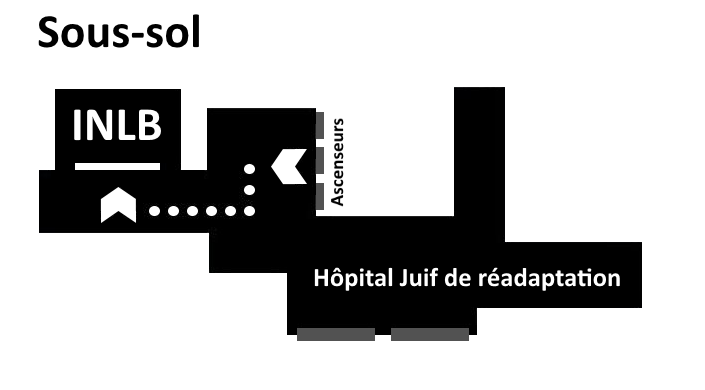 Sous-sol
INLB
Ascenseurs
Hôpital Juif de réadaptation